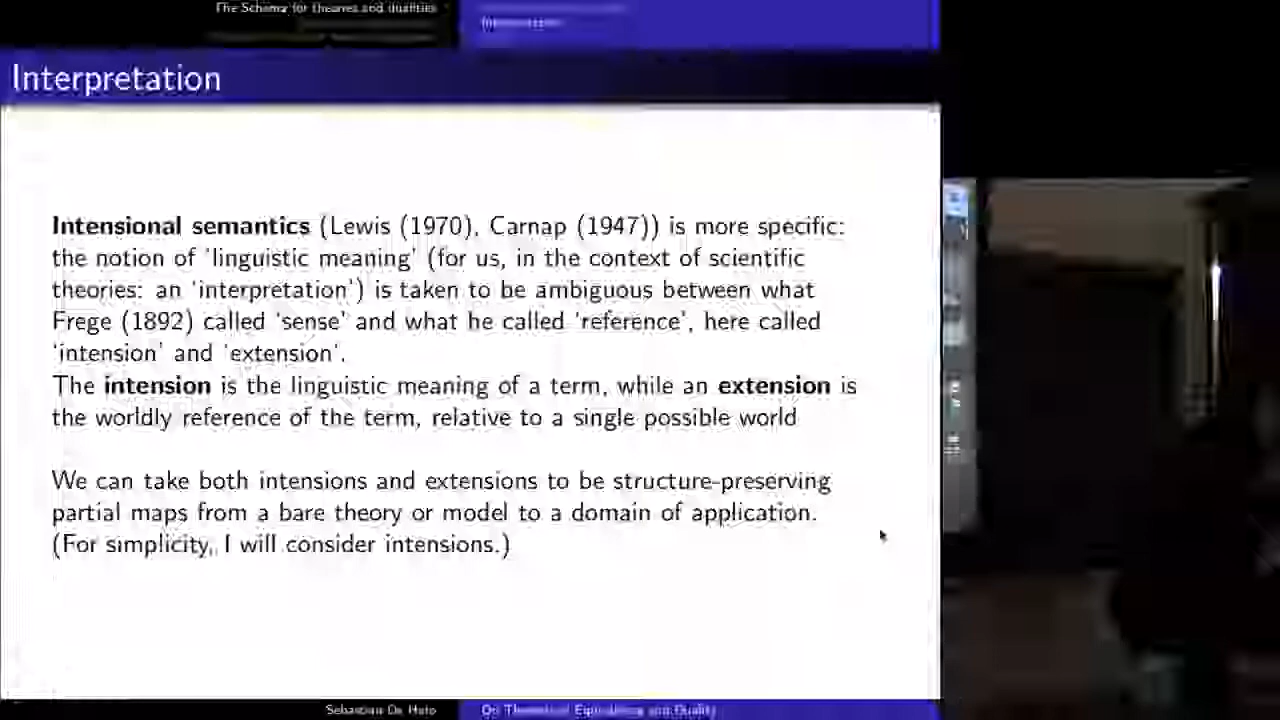 The Schema for theories and dualities
Interpretation
Interpretation
Intensional semantics (Lewis (1970), Carnap (1947)) is more specific:
the notion of 'linguistic meaning' (for us, in the context of scientific
theories: an 'interpretation') is taken to be ambiguous between what
Frege (1892) called 'sense' and what he called 'reference', here called
'intension' and 'extension'.
The intension is the linguistic meaning of a term, while an extension is
the worldly reference of the term, relative to a single possible world
We can take both intensions and extensions to be structure-preserving
partial maps from a bare theory or model to a domain of application.
(For simplicity, I will consider intensions.)
Sebastian De Haro
On Theoretical Equivalence and Duality